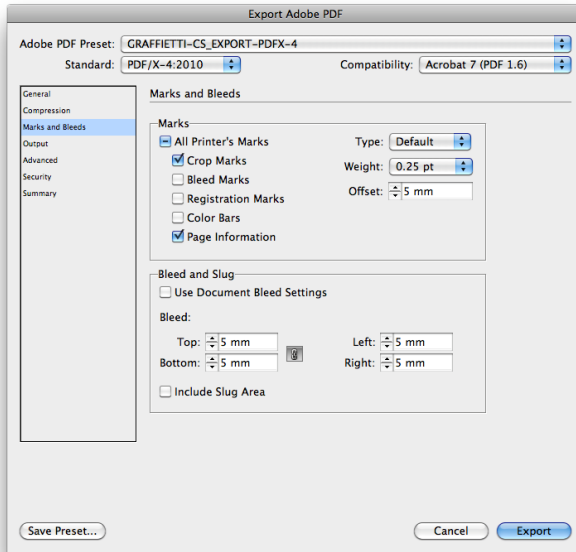 Export Adobe PDF
Adobe PDF Preset: GRAFFIETTI-CS_EXPORT-PDFX-4
Standard: PDF/X-4:2010 Compatibility: Acrobat 7 (PDF 1.6)
General
Compression
Marks and Bleeds
Output
Advanced
Security
Summary
Marks and Bleeds
Marks
All Printer's Marks Type: Default
Crop Marks Weight: 0.25 pt
Bleed Marks Offset: 5 mm
Registration Marks
Color Bars
Page Information
Bleed and Slug
Use Document Bleed Settings
Bleed:
Top: 5 mm Left: 5 mm
Bottom: 5 mm Right: 5 mm
Include Slug Area
Save Preset... Cancel Export